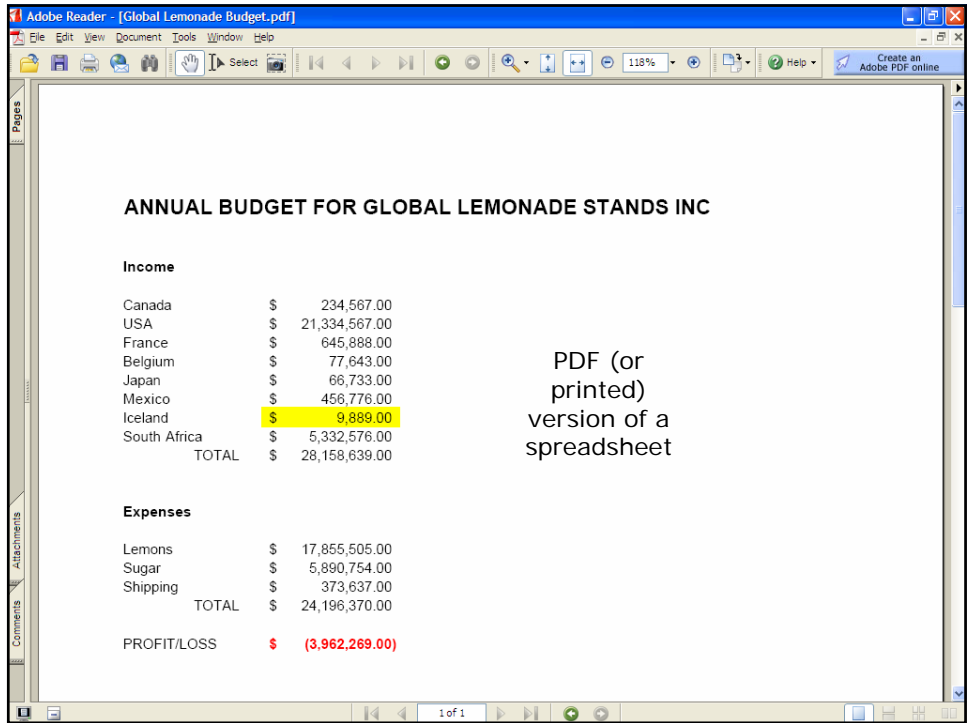 Adobe Reader - [Global Lemonade Budget.pdf]
File Edit View Document Tools Window Help
Select 118% Help Create an
Adobe PDF online
Pages
ANNUAL BUDGET FOR GLOBAL LEMONADE STANDS INC
Income
Canada $ 234,567.00
USA $ 21,334,567.00
France $ 645,888.00
Belgium $ 77,643.00
Japan $ 66,733.00
Mexico $ 456,776.00
Iceland $ 9,889.00
South Africa $ 5,332,576.00
TOTAL $ 28,158,639.00
PDF (or
printed)
version of a
spreadsheet
Attachments
Expenses
Lemons $ 17,855,505.00
Sugar $ 5,890,754.00
Shipping $ 373,637.00
TOTAL $ 24,196,370.00
Comments
PROFIT/LOSS $ (3,962,269.00)
1 of 1